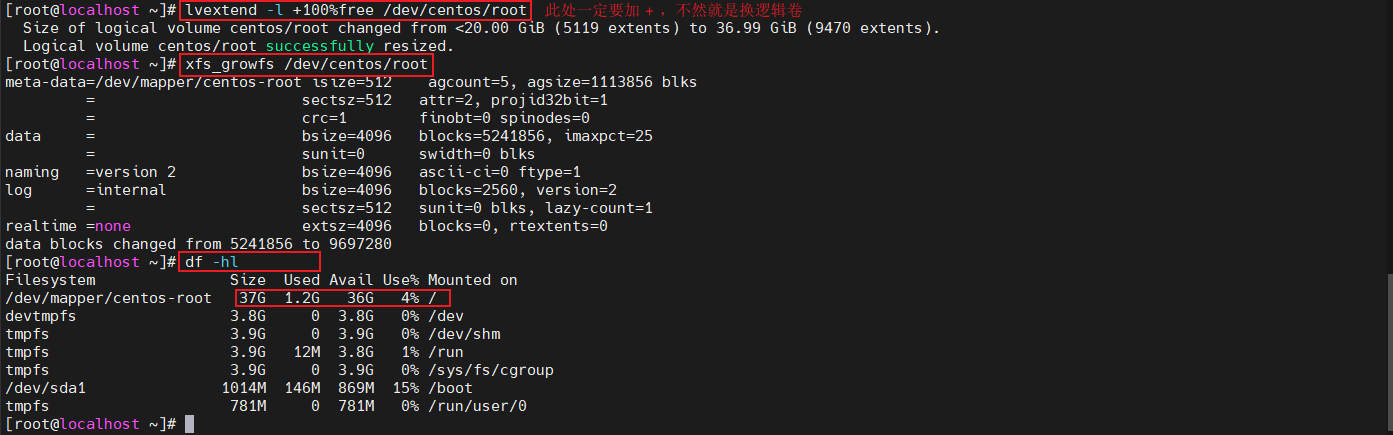 [root@localhost ~]# lvextend -l +100%free /dev/centos/root 此处一定要加 + ，不然就是换逻辑卷
  Size of logical volume centos/root changed from <20.00 GiB (5119 extents) to 36.99 GiB (9470 extents).
  Logical volume centos/root successfully resized.
[root@localhost ~]# xfs_growfs /dev/centos/root
meta-data=/dev/mapper/centos-root isize=512    agcount=5, agsize=1113856 blks
         =                       sectsz=512   attr=2, projid32bit=1
         =                       crc=1        finobt=0 spinodes=0
data     =                       bsize=4096   blocks=5241856, imaxpct=25
         =                       sunit=0      swidth=0 blks
naming   =version 2              bsize=4096   ascii-ci=0 ftype=1
log      =internal               bsize=4096   blocks=2560, version=2
         =                       sectsz=512   sunit=0 blks, lazy-count=1
realtime =none                   extsz=4096   blocks=0, rtextents=0
data blocks changed from 5241856 to 9697280
[root@localhost ~]# df -hl
Filesystem               Size  Used Avail Use% Mounted on
/dev/mapper/centos-root   37G  1.2G   36G   4% /
devtmpfs                 3.8G     0  3.8G   0% /dev
tmpfs                    3.9G     0  3.9G   0% /dev/shm
tmpfs                    3.9G   12M  3.8G   1% /run
tmpfs                    3.9G     0  3.9G   0% /sys/fs/cgroup
/dev/sda1               1014M  146M  869M  15% /boot
tmpfs                    781M     0  781M   0% /run/user/0
[root@localhost ~]#